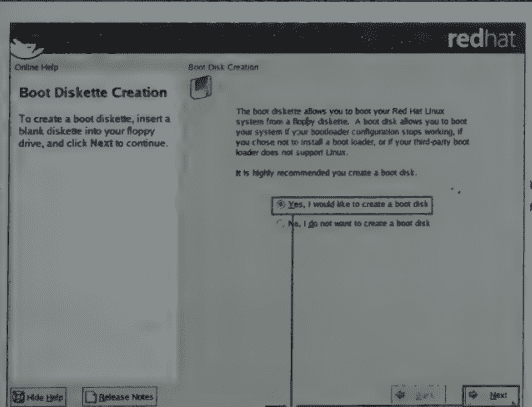 redhat
Online Help
Boot Disk Creation
Boot Diskette Creation
To create a boot diskette, insert a
blank diskette into your floppy
drive, and click Next to continue.
The boot diskette allows you to boot your Red Hat Linux
system from a floppy diskette. A boot disk allows you to boot
your system if your bootloader configuration stops working, if
you chose not to install a boot loader, or if your third-party boot
loader does not support Linux.
It is highly recommended you create a boot disk.
Yes, I would like to create a boot disk
No, I do not want to create a boot disk
Hide Help
Release Notes
Back
Next